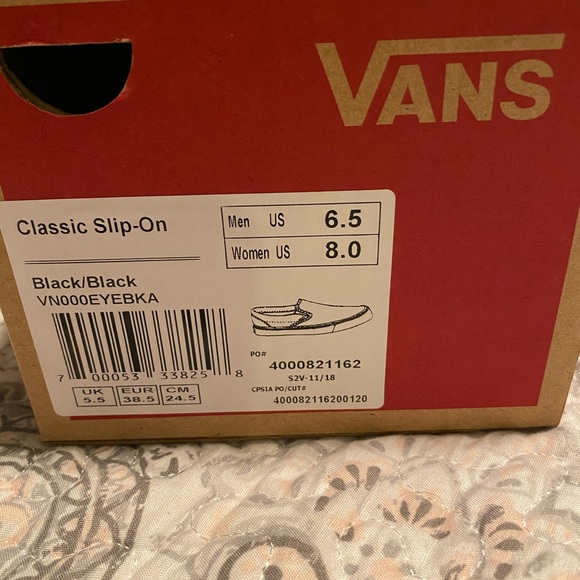 VANS
Classic Slip-On
Men US 6.5
Women US 8.0
Black/Black
VN000EYEBKA
7 00053 33825 8
PO# 4000821162
S2V-11/18
CPSIA PO/CUT#
400082116200120
UK EUR CM
5.5 38.5 24.5